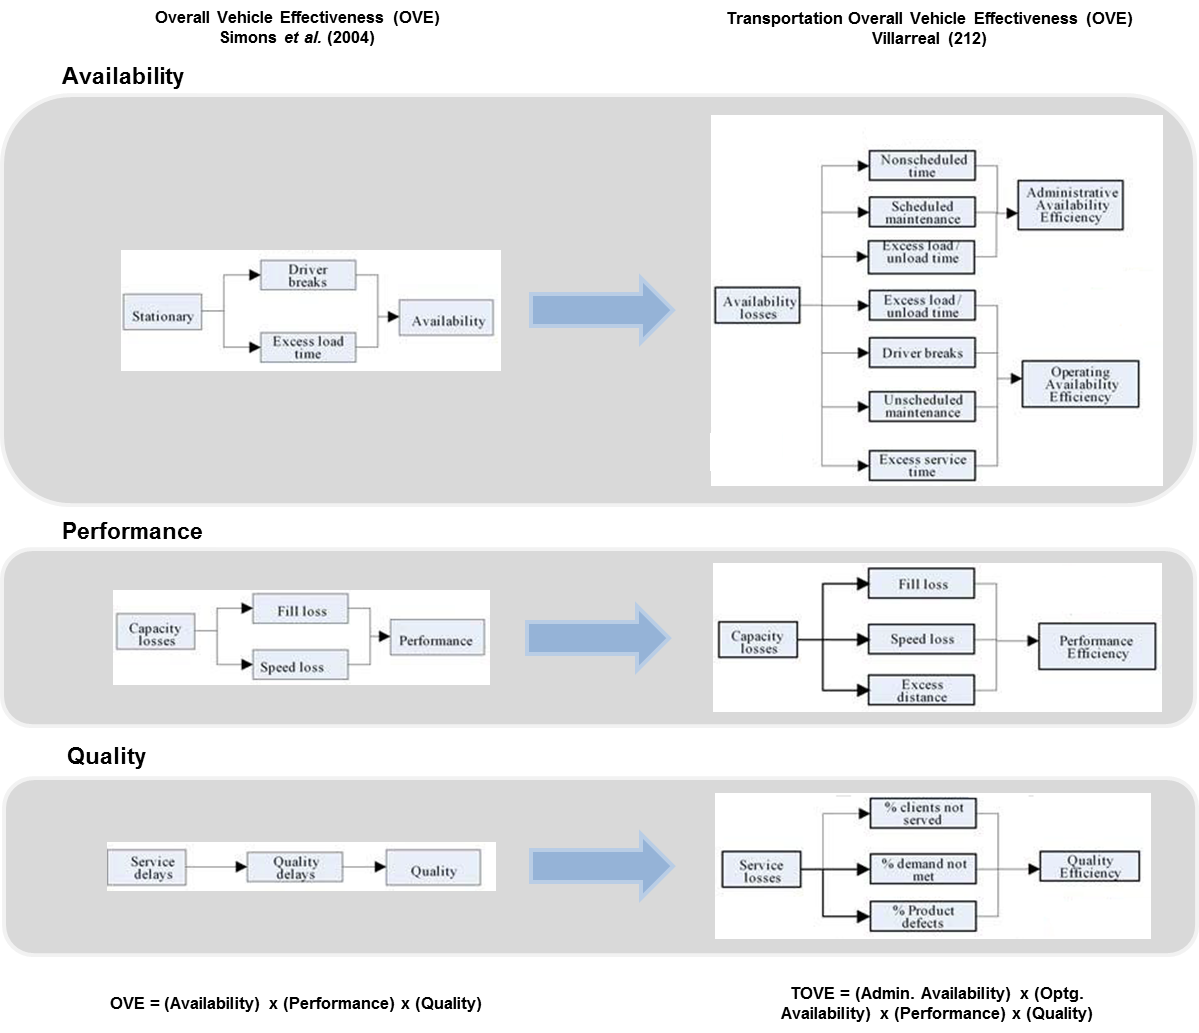 Overall Vehicle Effectiveness (OVE)
Simons et al. (2004)
Transportation Overall Vehicle Effectiveness (OVE)
Villarreal (212)
Availability
Stationary
Driver
breaks
Excess load
time
Availability
Availability
losses
Nonscheduled
time
Scheduled
maintenance
Excess load /
unload time
Excess load /
unload time
Driver breaks
Unscheduled
maintenance
Excess service
time
Administrative
Availability
Efficiency
Operating
Availability
Efficiency
Performance
Capacity
losses
Fill loss
Speed loss
Performance
Capacity
losses
Fill loss
Speed loss
Excess
distance
Performance
Efficiency
Quality
Service
delays
Quality
delays
Quality
Service
losses
% clients not
served
% demand not
met
% Product
defects
Quality
Efficiency
OVE = (Availability) x (Performance) x (Quality)
TOVE = (Admin. Availability) x (Optg.
Availability) x (Performance) x (Quality)